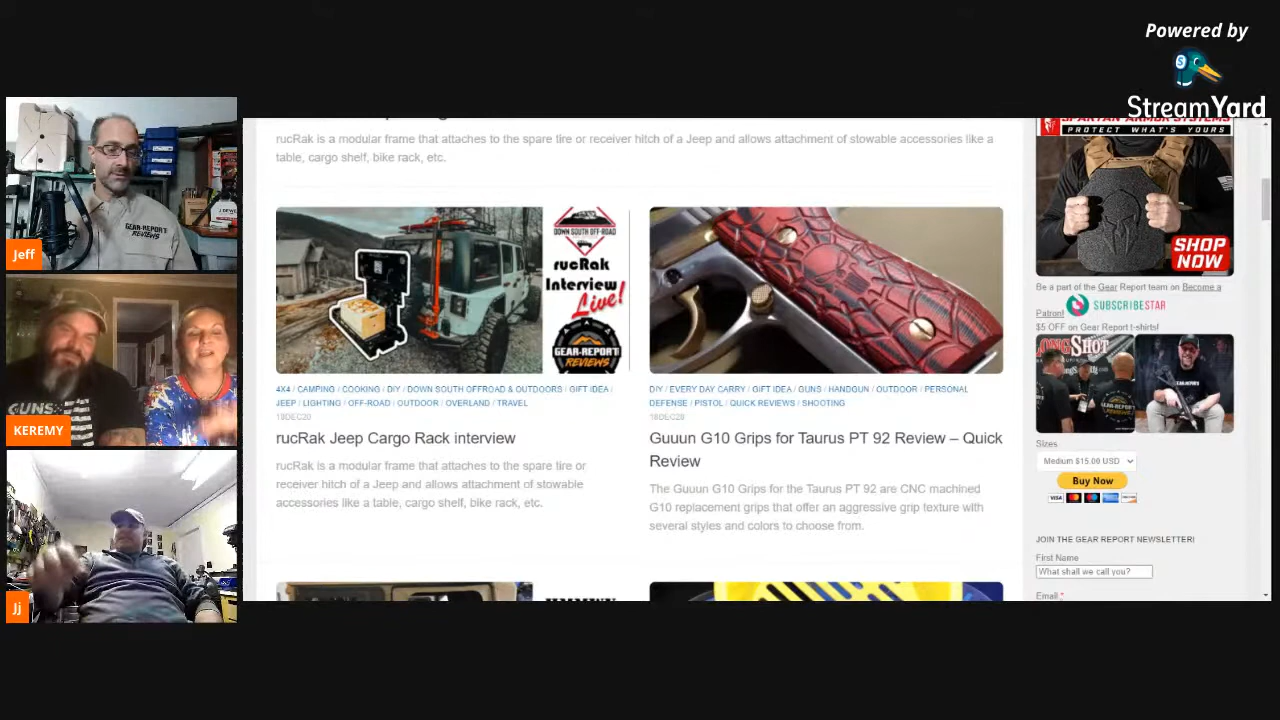 Powered by
StreamYard
GEAR-REPORT
REVIEWS
Jeff
GUNS
KEREMY
Jj
rucRak is a modular frame that attaches to the spare tire or receiver hitch of a Jeep and allows attachment of stowable accessories like a
table, cargo shelf, bike rack, etc.
DOWN SOUTH OFF-ROAD
rucRak
Interview
Live!
GEAR-REPORT
REVIEWS
4X4 / CAMPING / COOKING / DIY / DOWN SOUTH OFFROAD & OUTDOORS / GIFT IDEA /
JEEP / LIGHTING / OFF-ROAD / OUTDOOR / OVERLAND / TRAVEL
19DEC20
rucRak Jeep Cargo Rack interview
rucRak is a modular frame that attaches to the spare tire or
receiver hitch of a Jeep and allows attachment of stowable
accessories like a table, cargo shelf, bike rack, etc.
DIY / EVERY DAY CARRY / GIFT IDEA / GUNS / HANDGUN / OUTDOOR / PERSONAL
DEFENSE / PISTOL / QUICK REVIEWS / SHOOTING
18DEC20
Guuun G10 Grips for Taurus PT 92 Review – Quick
Review
The Guuun G10 Grips for the Taurus PT 92 are CNC machined
G10 replacement grips that offer an aggressive grip texture with
several styles and colors to choose from.
SPARTAN ARMOR SYSTEMS
PROTECT WHAT'S YOURS
SHOP
NOW
Be a part of the Gear Report team on Become a
Patron!
SUBSCRIBESTAR
$5 OFF on Gear Report t-shirts!
LONGSHOT
Sizes
Medium $15.00 USD
Buy Now
VISA
JOIN THE GEAR REPORT NEWSLETTER!
First Name
What shall we call you?
Email *